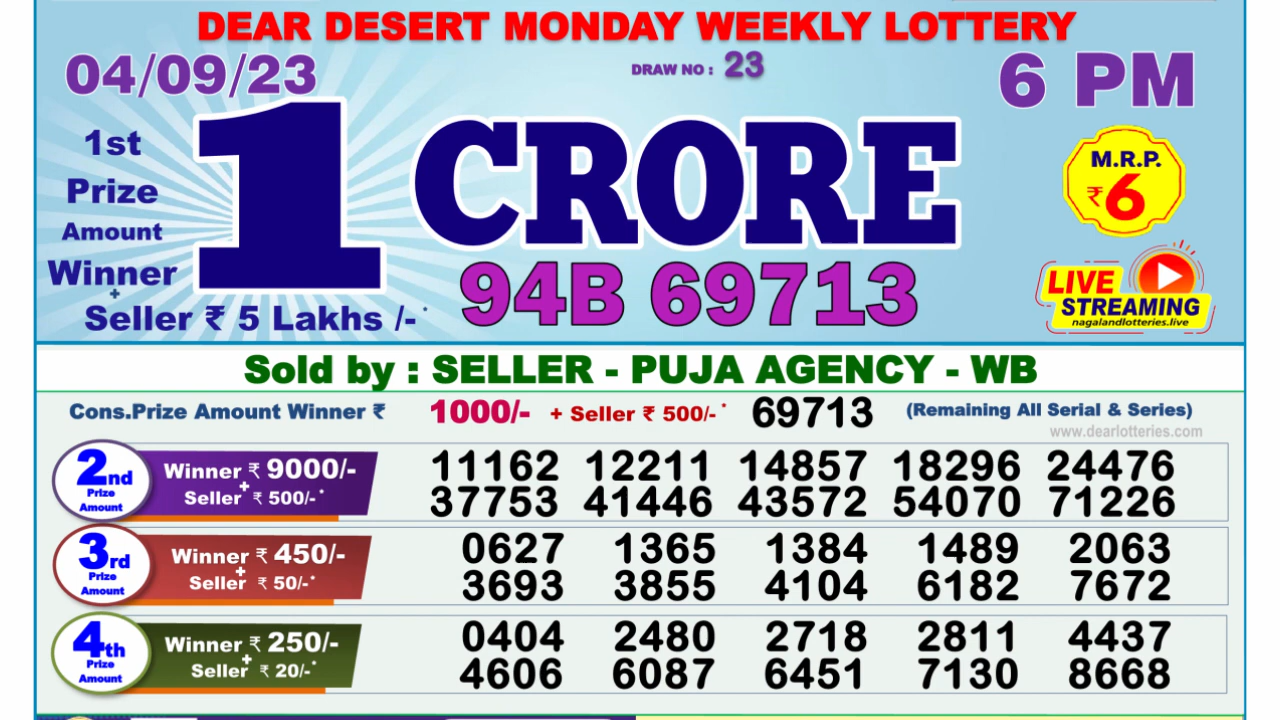 DEAR DESERT MONDAY WEEKLY LOTTERY
04/09/23
DRAW NO : 23
6 PM
1st
Prize
Amount
Winner
+
Seller ₹ 5 Lakhs /-*
1 CRORE
94B 69713
M.R.P.
₹6
LIVE
STREAMING
nagalandlotteries.live
Sold by : SELLER - PUJA AGENCY - WB
Cons.Prize Amount Winner ₹ 1000/- + Seller ₹ 500/-* 69713 (Remaining All Serial & Series)
www.dearlotteries.com
2nd
Prize
Amount
Winner ₹ 9000/-
+
Seller ₹ 500/-*
11162 12211 14857 18296 24476
37753 41446 43572 54070 71226
3rd
Prize
Amount
Winner ₹ 450/-
+
Seller ₹ 50/-*
0627 1365 1384 1489 2063
3693 3855 4104 6182 7672
4th
Prize
Amount
Winner ₹ 250/-
+
Seller ₹ 20/-*
0404 2480 2718 2811 4437
4606 6087 6451 7130 8668